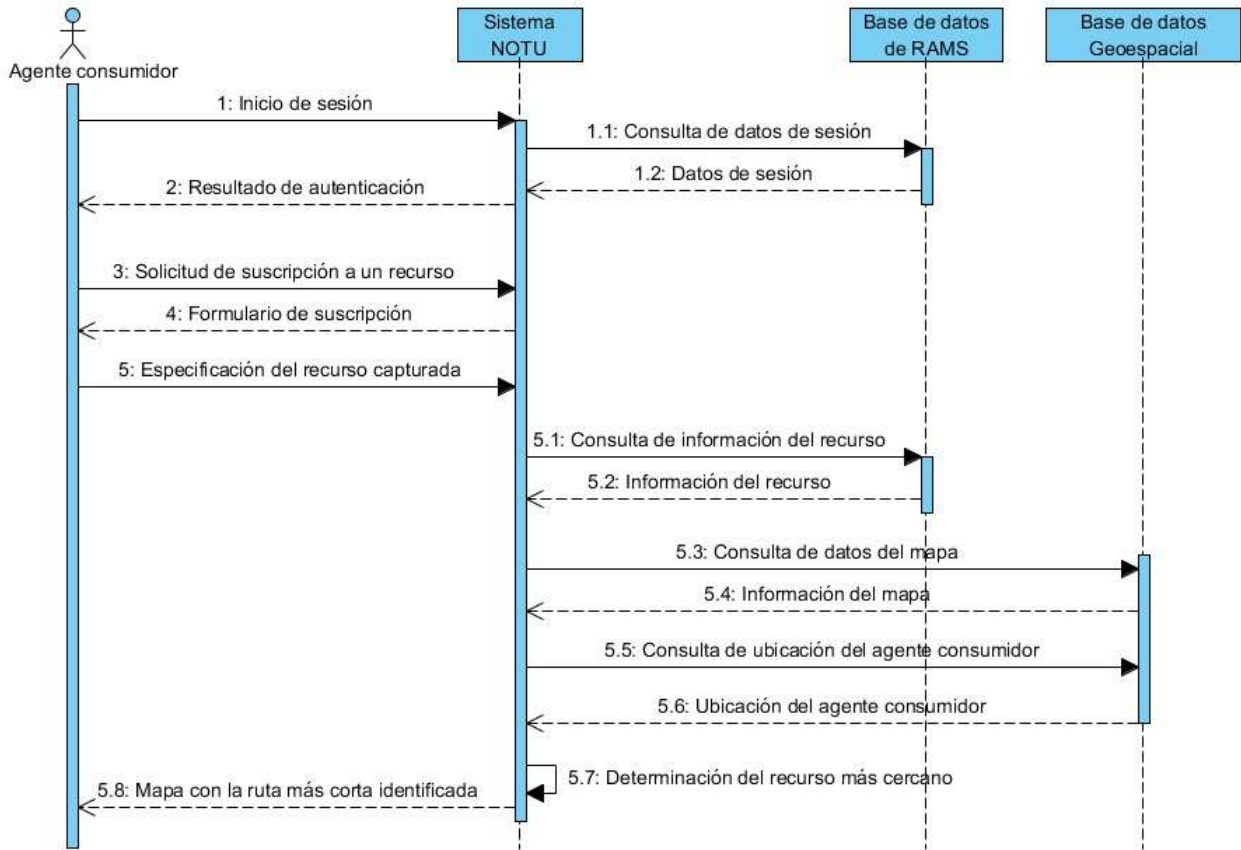 Sistema
NOTU
Base de datos
de RAMS
Base de datos
Geoespacial
Agente consumidor
1: Inicio de sesión
1.1: Consulta de datos de sesión
1.2: Datos de sesión
2: Resultado de autenticación
3: Solicitud de suscripción a un recurso
4: Formulario de suscripción
5: Especificación del recurso capturada
5.1: Consulta de información del recurso
5.2: Información del recurso
5.3: Consulta de datos del mapa
5.4: Información del mapa
5.5: Consulta de ubicación del agente consumidor
5.6: Ubicación del agente consumidor
5.7: Determinación del recurso más cercano
5.8: Mapa con la ruta más corta identificada